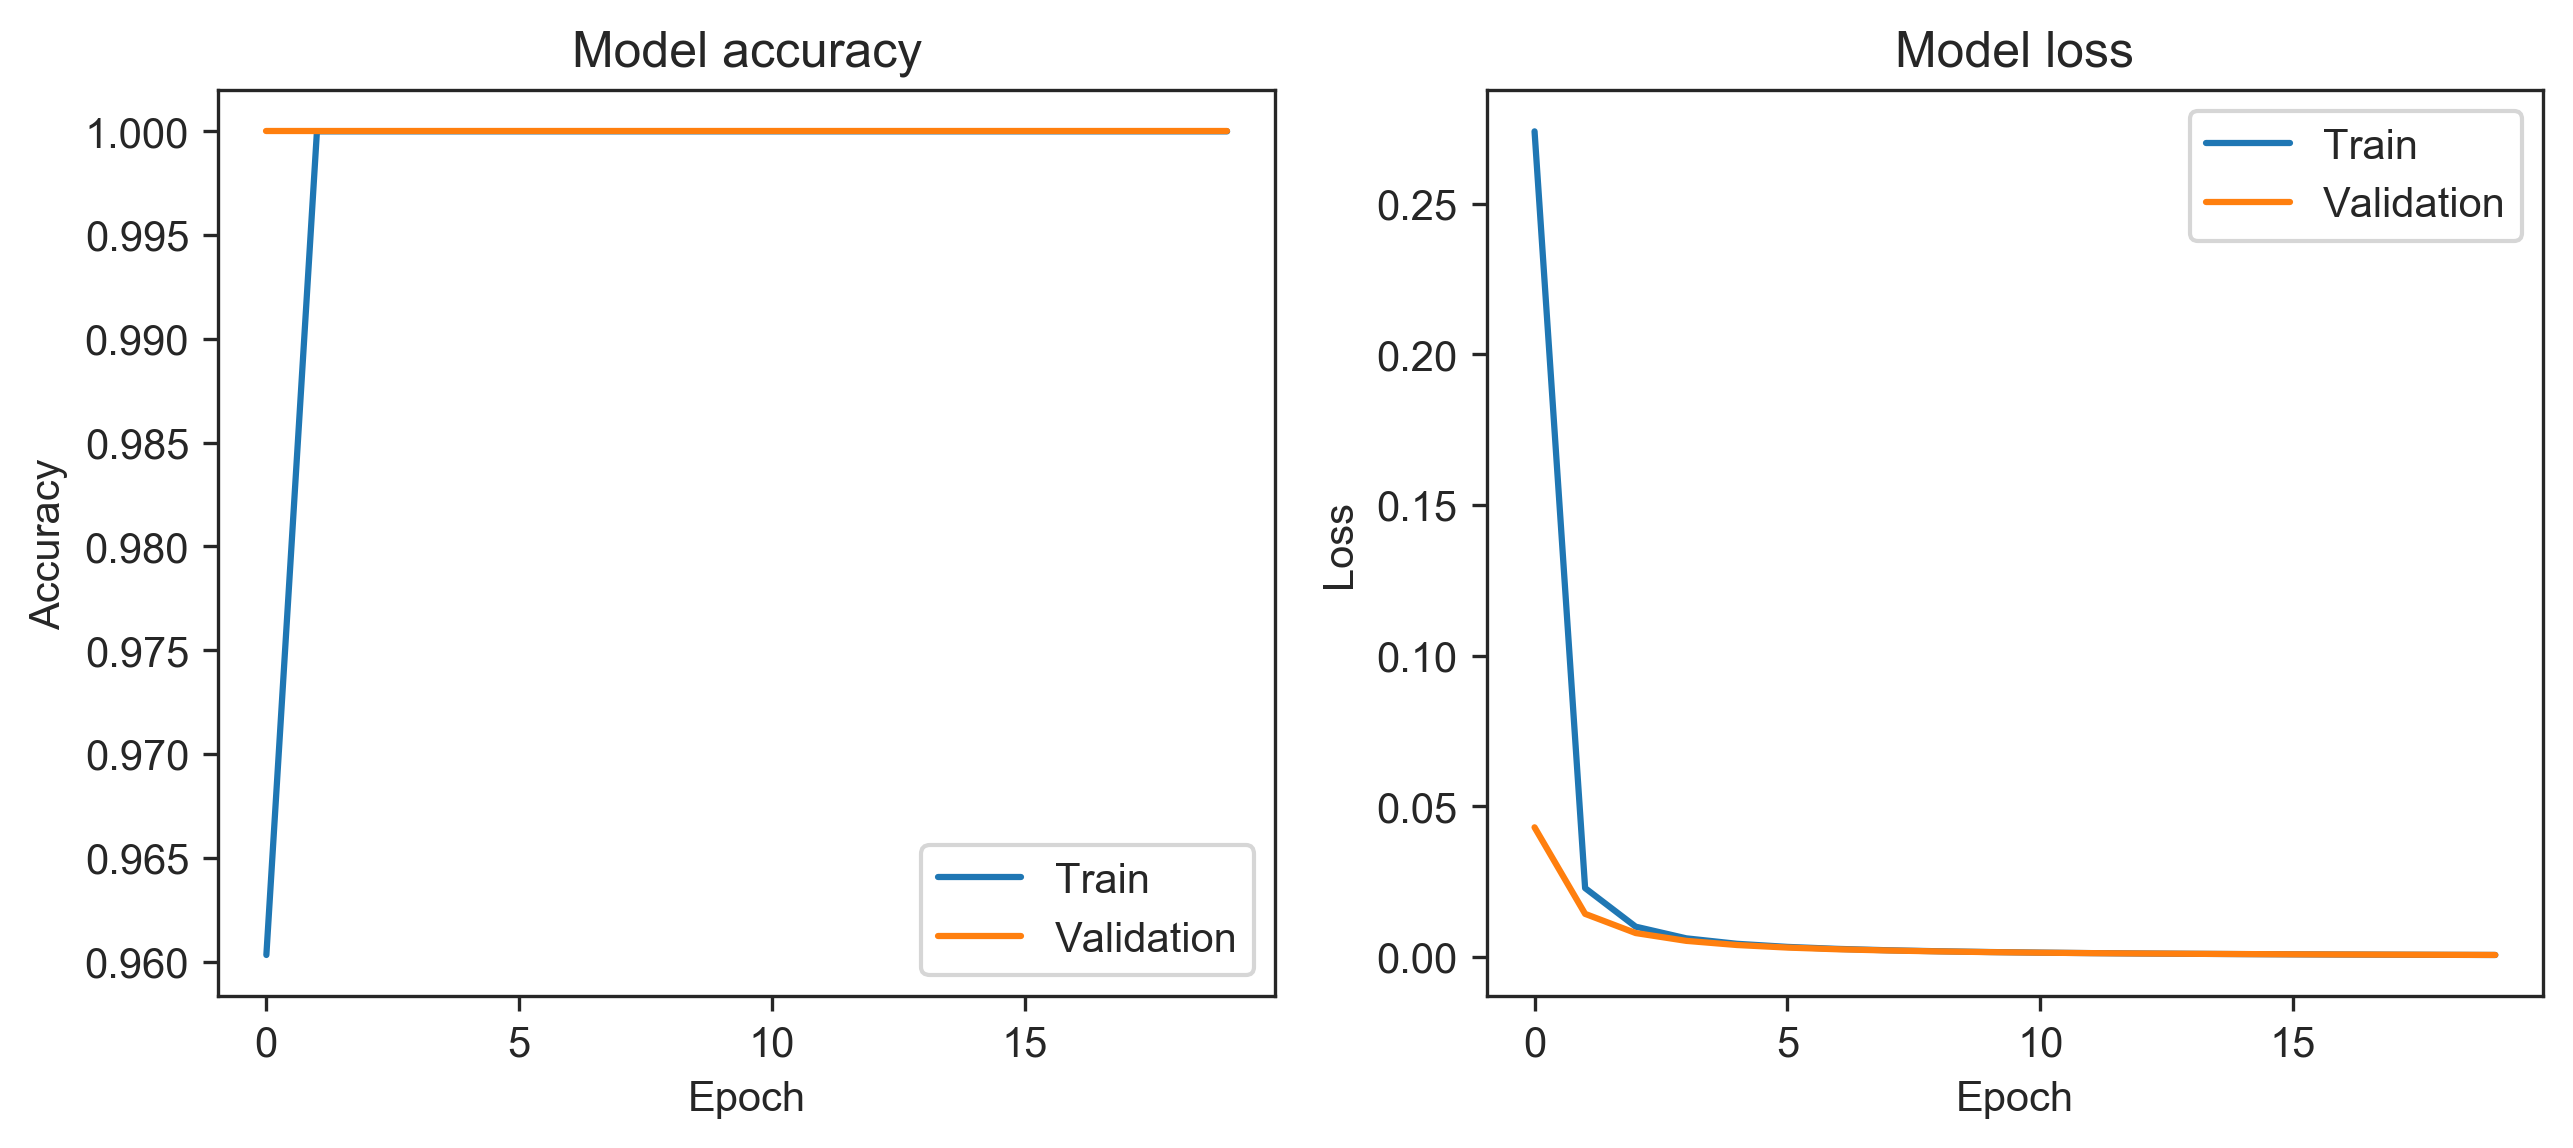 Model accuracy
1.000
0.995
0.990
0.985
0.980
0.975
0.970
0.965
0.960
Accuracy
Train
Validation
0 5 10 15
Epoch
Model loss
0.25
0.20
0.15
0.10
0.05
0.00
Loss
Train
Validation
0 5 10 15
Epoch